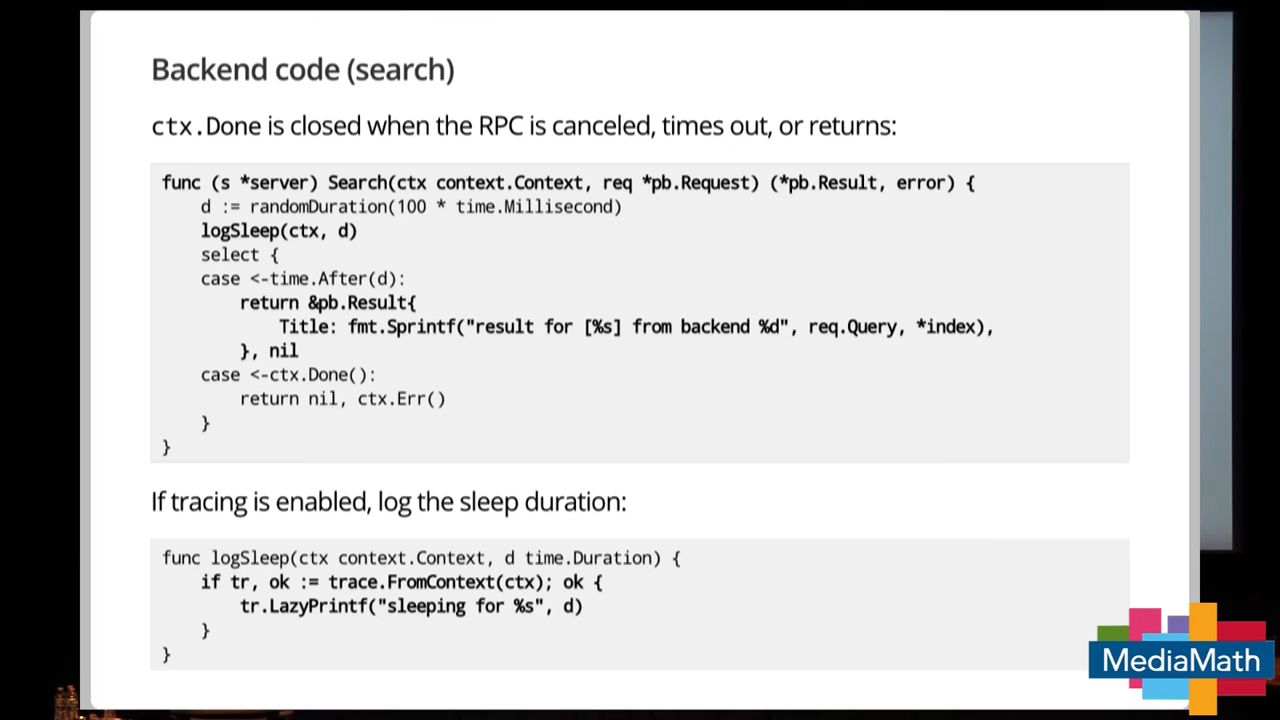 Backend code (search)
ctx.Done is closed when the RPC is canceled, times out, or returns:
func (s *server) Search(ctx context.Context, req *pb.Request) (*pb.Result, error) {
    d := randomDuration(100 * time.Millisecond)
    logSleep(ctx, d)
    select {
    case <-time.After(d):
        return &pb.Result{
            Title: fmt.Sprintf("result for [%s] from backend %d", req.Query, *index),
        }, nil
    case <-ctx.Done():
        return nil, ctx.Err()
    }
}
If tracing is enabled, log the sleep duration:
func logSleep(ctx context.Context, d time.Duration) {
    if tr, ok := trace.FromContext(ctx); ok {
        tr.LazyPrintf("sleeping for %s", d)
    }
}
MediaMath